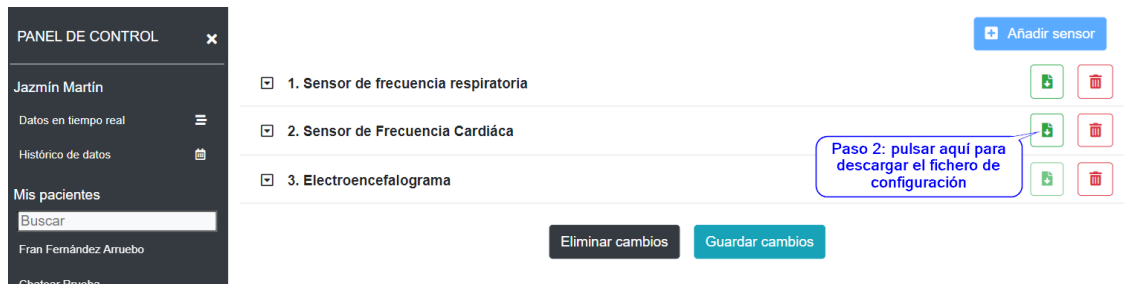 PANEL DE CONTROL
Añadir sensor
Jazmín Martín
Datos en tiempo real
Histórico de datos
Mis pacientes
Buscar
Fran Fernández Arruebo
Chatear Prueba
1. Sensor de frecuencia respiratoria
2. Sensor de Frecuencia Cardiáca
Paso 2: pulsar aquí para
descargar el fichero de
configuración
3. Electroencefalograma
Eliminar cambios
Guardar cambios